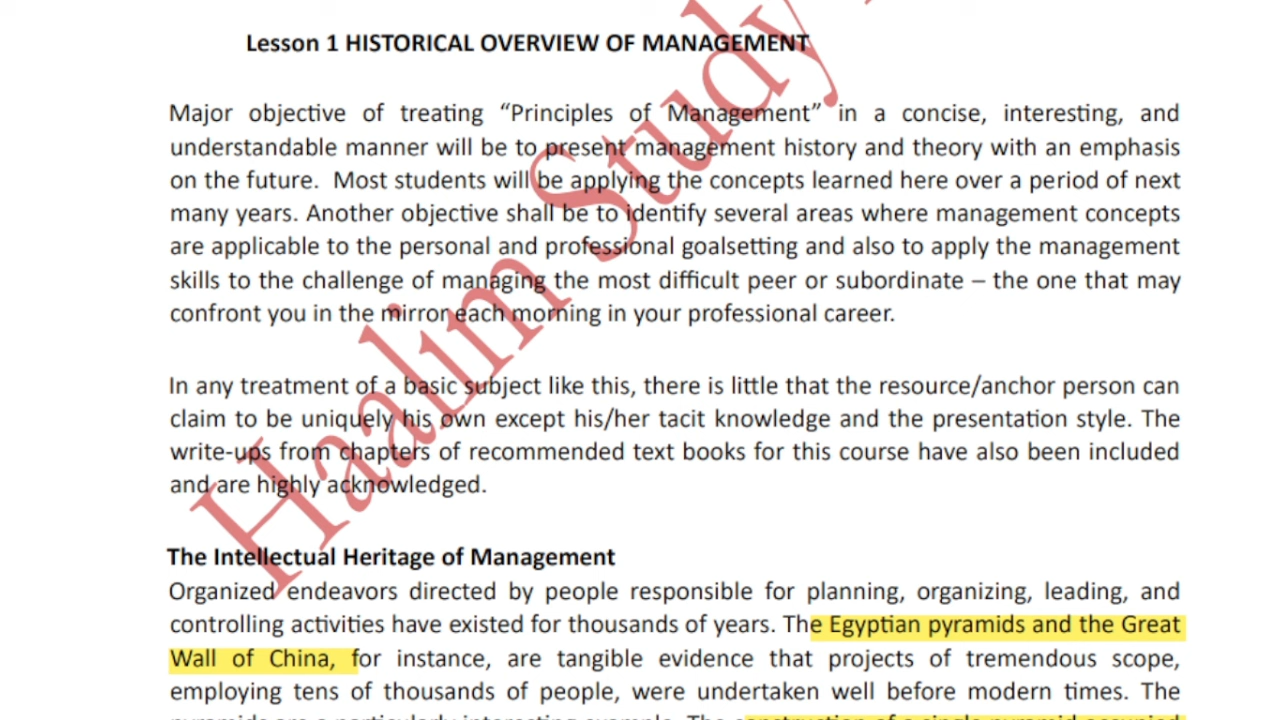 Lesson 1 HISTORICAL OVERVIEW OF MANAGEMENT
Major objective of treating “Principles of Management” in a concise, interesting, and
understandable manner will be to present management history and theory with an emphasis
on the future. Most students will be applying the concepts learned here over a period of next
many years. Another objective shall be to identify several areas where management concepts
are applicable to the personal and professional goalsetting and also to apply the management
skills to the challenge of managing the most difficult peer or subordinate – the one that may
confront you in the mirror each morning in your professional career.
In any treatment of a basic subject like this, there is little that the resource/anchor person can
claim to be uniquely his own except his/her tacit knowledge and the presentation style. The
write-ups from chapters of recommended text books for this course have also been included
and are highly acknowledged.
The Intellectual Heritage of Management
Organized endeavors directed by people responsible for planning, organizing, leading, and
controlling activities have existed for thousands of years. The Egyptian pyramids and the Great
Wall of China, for instance, are tangible evidence that projects of tremendous scope,
employing tens of thousands of people, were undertaken well before modern times. The
Haalim Study